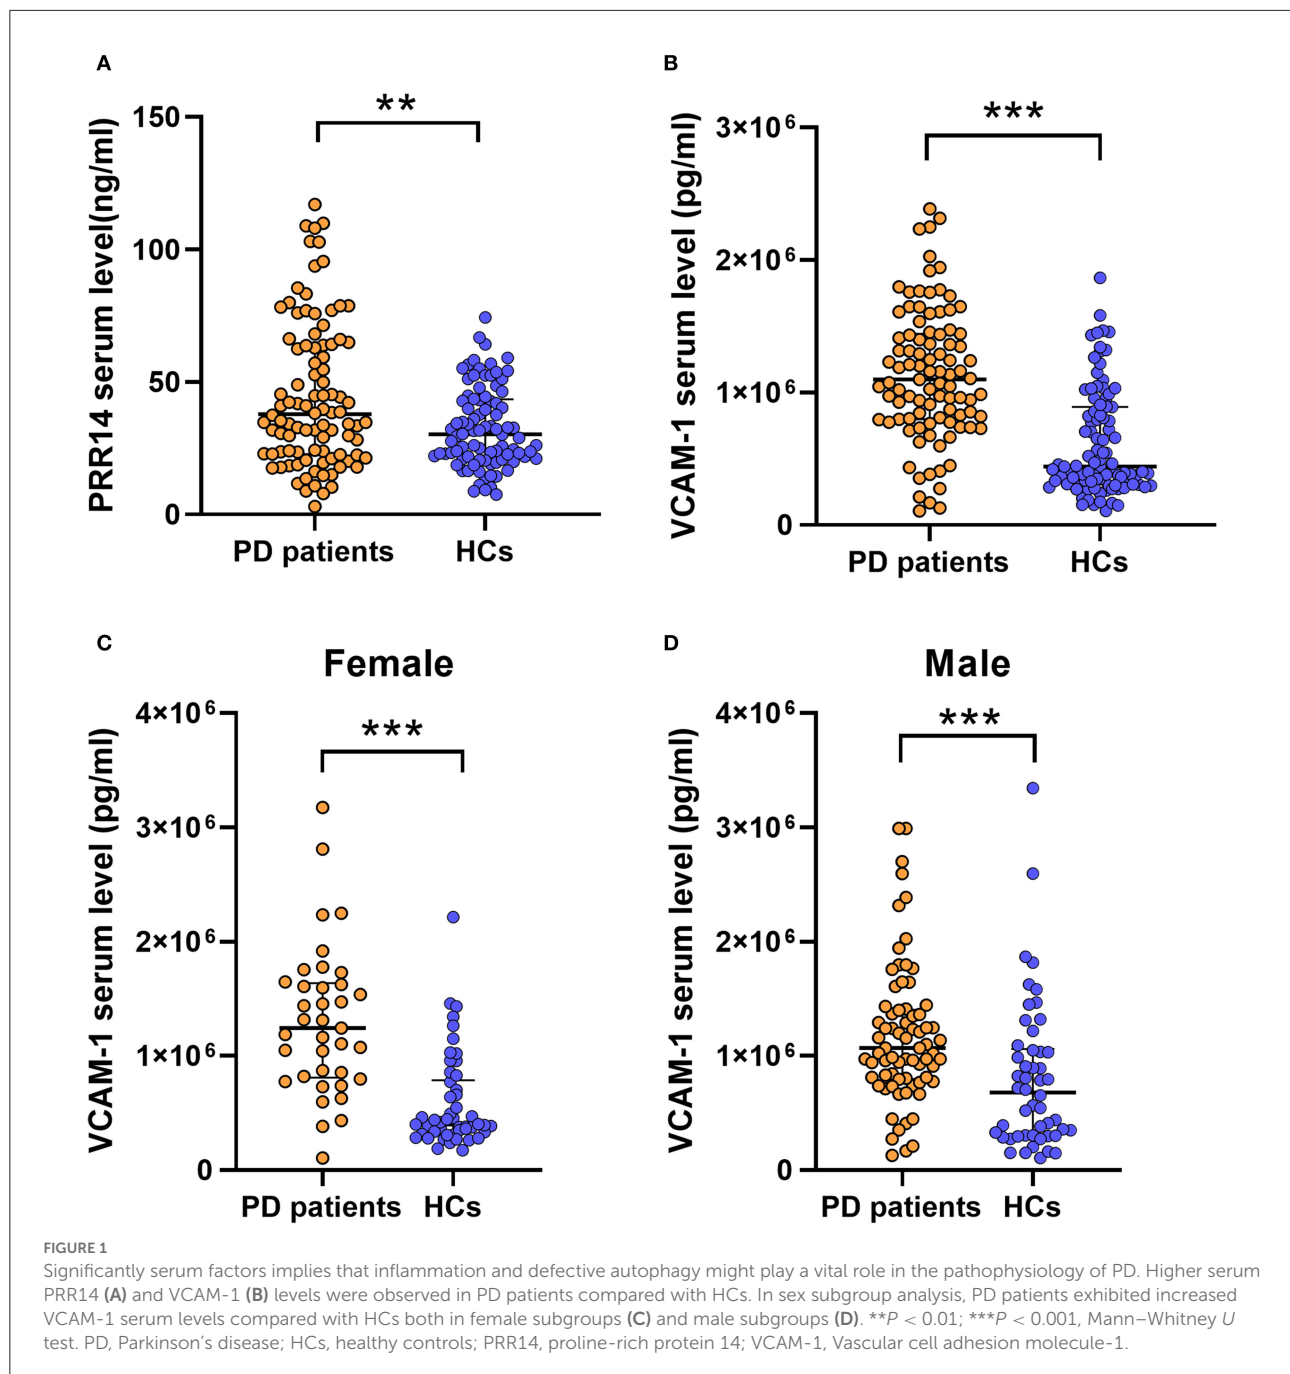 A
PRR14 serum level(ng/ml)
150
100
50
0
**
PD patients
HCs
B
VCAM-1 serum level (pg/ml)
3×10⁶
2×10⁶
1×10⁶
0
***
PD patients
HCs
C
Female
VCAM-1 serum level (pg/ml)
4×10⁶
3×10⁶
2×10⁶
1×10⁶
0
***
PD patients
HCs
D
Male
VCAM-1 serum level (pg/ml)
4×10⁶
3×10⁶
2×10⁶
1×10⁶
0
***
PD patients
HCs
FIGURE 1
Significantly serum factors implies that inflammation and defective autophagy might play a vital role in the pathophysiology of PD. Higher serum
PRR14 (A) and VCAM-1 (B) levels were observed in PD patients compared with HCs. In sex subgroup analysis, PD patients exhibited increased
VCAM-1 serum levels compared with HCs both in female subgroups (C) and male subgroups (D). **P < 0.01; ***P < 0.001, Mann–Whitney U
test. PD, Parkinson's disease; HCs, healthy controls; PRR14, proline-rich protein 14; VCAM-1, Vascular cell adhesion molecule-1.